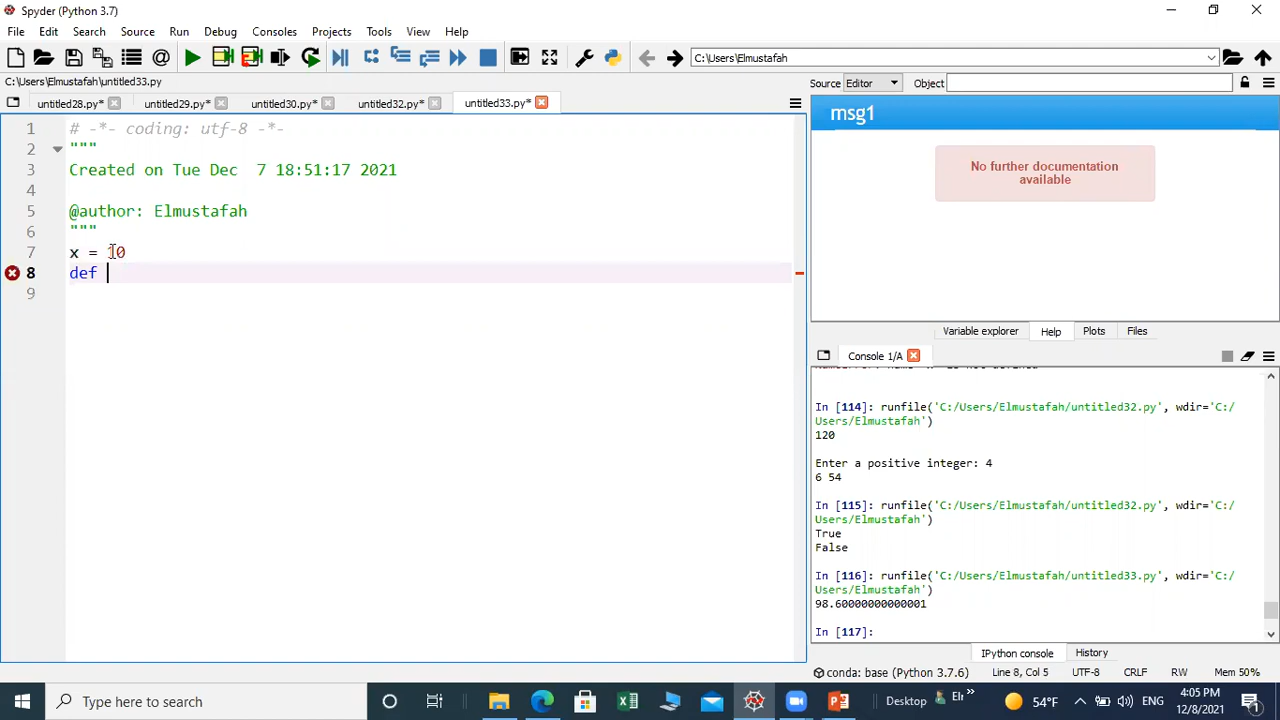 Spyder (Python 3.7)
File Edit Search Source Run Debug Consoles Projects Tools View Help
C:\Users\Elmustafah
C:\Users\Elmustafah\untitled33.py
Source Editor Object
untitled28.py* untitled29.py* untitled30.py* untitled32.py* untitled33.py*
msg1
No further documentation
available
1 # -*- coding: utf-8 -*-
2 """
3 Created on Tue Dec  7 18:51:17 2021
4
5 @author: Elmustafah
6 """
7 x = 10
8 def
9
Variable explorer Help Plots Files
Console 1/A
NameError: name is not defined
In [114]: runfile('C:/Users/Elmustafah/untitled32.py', wdir='C:/
Users/Elmustafah')
120
Enter a positive integer: 4
6 54
In [115]: runfile('C:/Users/Elmustafah/untitled32.py', wdir='C:/
Users/Elmustafah')
True
False
In [116]: runfile('C:/Users/Elmustafah/untitled33.py', wdir='C:/
Users/Elmustafah')
98.60000000000001
In [117]:
IPython console History
conda: base (Python 3.7.6) Line 8, Col 5 UTF-8 CRLF RW Mem 50%
Type here to search
Desktop
54°F
ENG
4:05 PM
12/8/2021
1